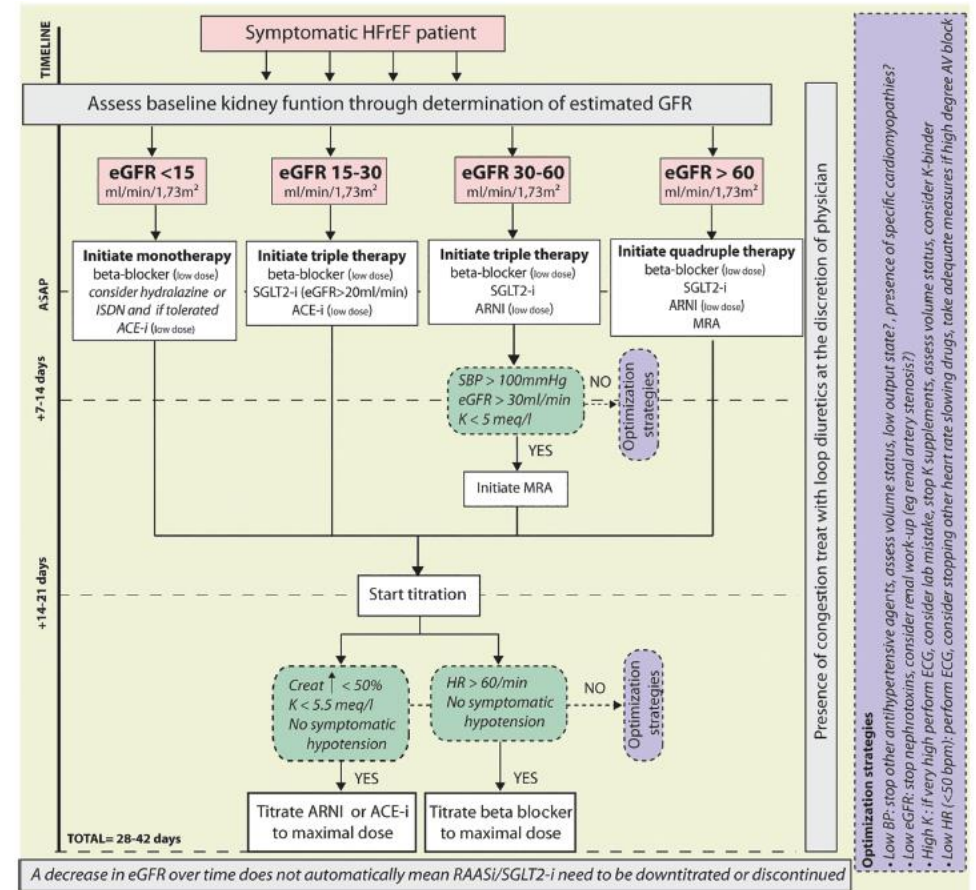 TIMELINE
Symptomatic HFrEF patient
Assess baseline kidney funtion through determination of estimated GFR
eGFR <15
ml/min/1,73m²
eGFR 15-30
ml/min/1,73m²
eGFR 30-60
ml/min/1,73m²
eGFR > 60
ml/min/1,73m²
ASAP
Initiate monotherapy
beta-blocker (low dose)
consider hydralazine or
ISDN and if tolerated
ACE-i (low dose)
Initiate triple therapy
beta-blocker (low dose)
SGLT2-i (eGFR>20ml/min)
ACE-i (low dose)
Initiate triple therapy
beta-blocker (low dose)
SGLT2-i
ARNI (low dose)
Initiate quadruple therapy
beta-blocker (low dose)
SGLT2-i
ARNI (low dose)
MRA
+7-14 days
SBP > 100mmHg
eGFR > 30ml/min
K < 5 meq/l
NO
Optimization
strategies
YES
Initiate MRA
+14-21 days
Start titration
Creat ↑ < 50%
K < 5.5 meq/l
No symptomatic
hypotension
HR > 60/min
No symptomatic
hypotension
NO
Optimization
strategies
YES
YES
Titrate ARNI or ACE-i
to maximal dose
Titrate beta blocker
to maximal dose
TOTAL= 28-42 days
A decrease in eGFR over time does not automatically mean RAASi/SGLT2-i need to be downtitrated or discontinued
Presence of congestion treat with loop diuretics at the discretion of physician
Optimization strategies
• Low BP: stop other antihypertensive agents, assess volume status, low output state?, presence of specific cardiomyopathies?
• Low eGFR: stop nephrotoxins, consider renal work-up (eg renal artery stenosis?)
• High K : if very high perform ECG, consider lab mistake, stop K supplements, assess volume status, consider K-binder
• Low HR (<50 bpm); perform ECG, consider stopping other heart rate slowing drugs, take adequate measures if high degree AV block